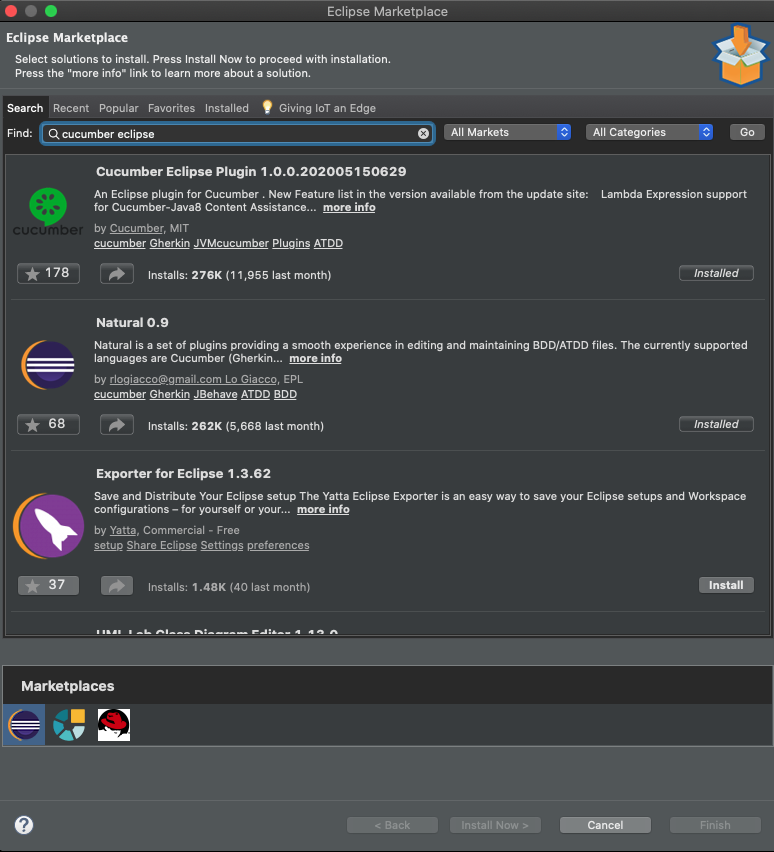 Eclipse Marketplace
Eclipse Marketplace
Select solutions to install. Press Install Now to proceed with installation.
Press the "more info" link to learn more about a solution.
Search Recent Popular Favorites Installed Giving IoT an Edge
Find: cucumber eclipse All Markets All Categories Go
Cucumber Eclipse Plugin 1.0.0.202005150629
An Eclipse plugin for Cucumber . New Feature list in the version available from the update site: Lambda Expression support
for Cucumber-Java8 Content Assistance... more info
cucumber
by Cucumber, MIT
cucumber Gherkin JVMcucumber Plugins ATDD
178 Installs: 276K (11,955 last month) Installed
Natural 0.9
Natural is a set of plugins providing a smooth experience in editing and maintaining BDD/ATDD files. The currently supported
languages are Cucumber (Gherkin... more info
by rlogiacco@gmail.com Lo Giacco, EPL
cucumber Gherkin JBehave ATDD BDD
68 Installs: 262K (5,668 last month) Installed
Exporter for Eclipse 1.3.62
Save and Distribute Your Eclipse setup The Yatta Eclipse Exporter is an easy way to save your Eclipse setups and Workspace
configurations – for yourself or your... more info
by Yatta, Commercial - Free
setup Share Eclipse Settings preferences
37 Installs: 1.48K (40 last month) Install
UML Lab Class Diagram Editor 1.13.0
Marketplaces
? < Back Install Now > Cancel Finish